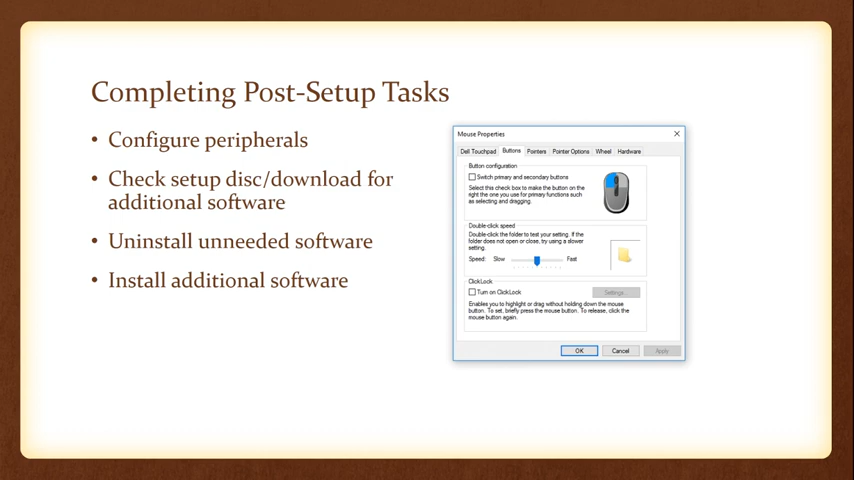 Completing Post-Setup Tasks
• Configure peripherals
• Check setup disc/download for
additional software
• Uninstall unneeded software
• Install additional software
Mouse Properties
Dell Touchpad Buttons Pointers Pointer Options Wheel Hardware
Button configuration
Switch primary and secondary buttons
Select this check box to make the button on the
right the one you use for primary functions such
as selecting and dragging.
Double-click speed
Double-click the folder to test your setting. If the
folder does not open or close, try using a slower
setting.
Speed: Slow Fast
ClickLock
Turn on ClickLock Settings...
Enables you to highlight or drag without holding down the mouse
button. To set, briefly press the mouse button. To release, click the
mouse button again.
OK Cancel Apply